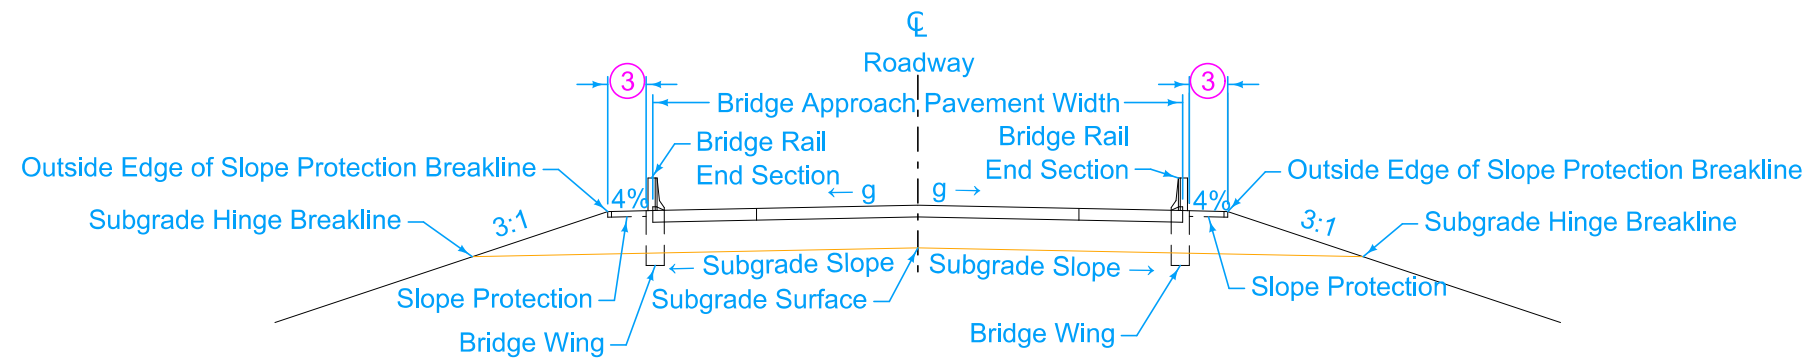 ℄
Roadway
3
3
Bridge Approach Pavement Width
Bridge Rail
End Section
Bridge Rail
End Section
Outside Edge of Slope Protection Breakline
Outside Edge of Slope Protection Breakline
4%
← g
g →
4%
Subgrade Hinge Breakline
3:1
3:1
Subgrade Hinge Breakline
← Subgrade Slope
Subgrade Slope →
Slope Protection
Subgrade Surface
Slope Protection
Bridge Wing
Bridge Wing